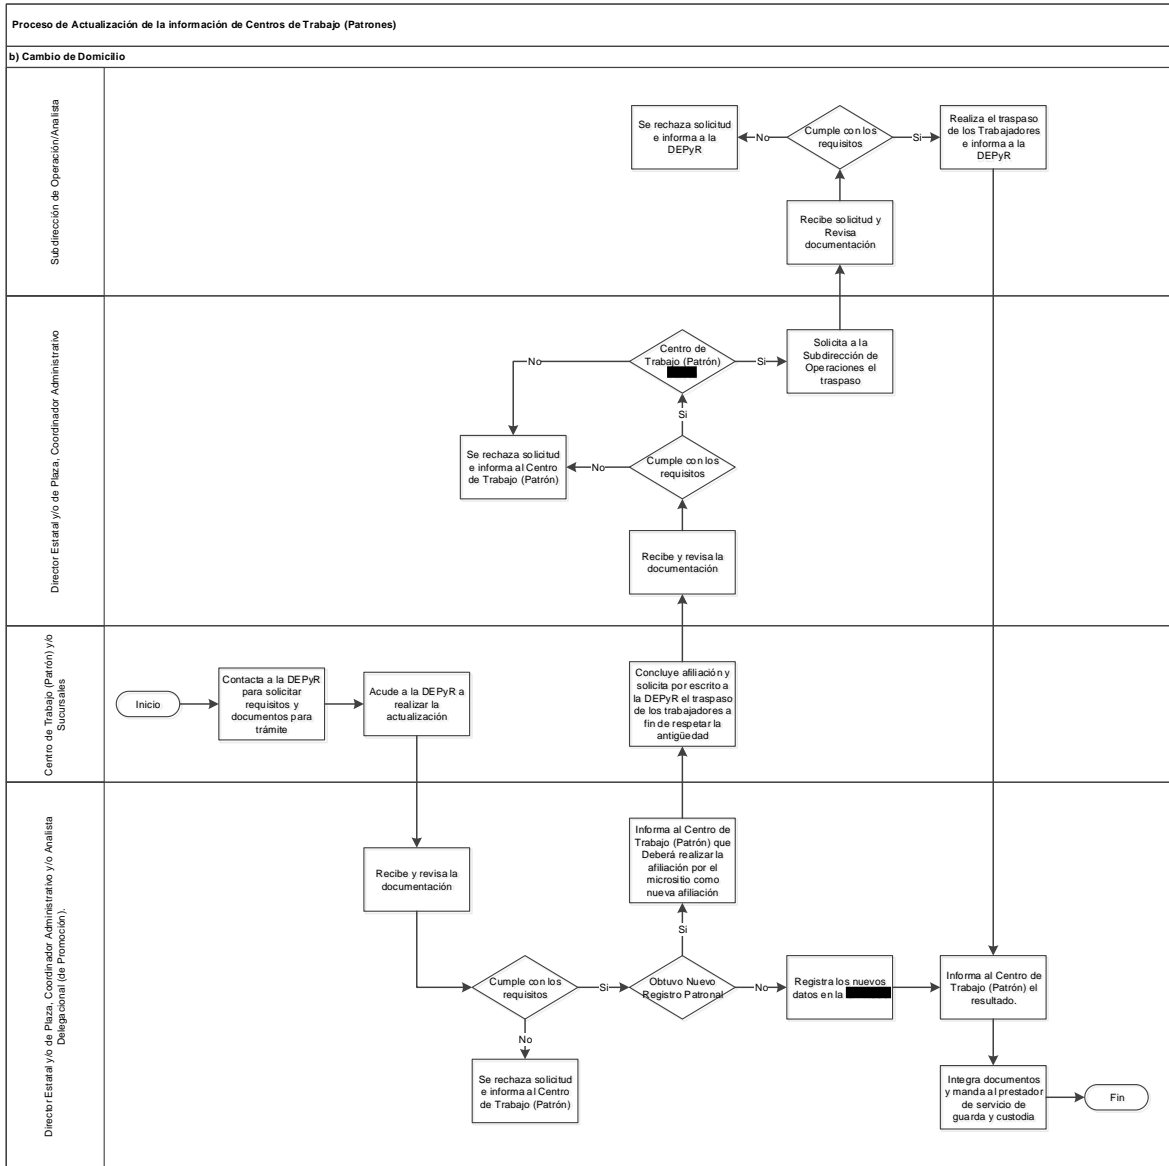 Proceso de Actualización de la información de Centros de Trabajo (Patrones)
b) Cambio de Domicilio
Subdirección de Operación/Analista
Se rechaza solicitud
e informa a la
DEPyR
No
Cumple con los
requisitos
Si
Realiza el traspaso
de los Trabajadores
e informa a la
DEPyR
Recibe solicitud y
Revisa
documentación
Director Estatal y/o de Plaza, Coordinador Administrativo
No
Centro de
Trabajo (Patrón)
Si
Solicita a la
Subdirección de
Operaciones el
traspaso
Si
Se rechaza solicitud
e informa al Centro
de Trabajo (Patrón)
No
Cumple con los
requisitos
Recibe y revisa la
documentación
Centro de Trabajo (Patrón) y/o
Sucursales
Inicio
Contacta a la DEPyR
para solicitar
requisitos y
documentos para
trámite
Acude a la DEPyR a
realizar la
actualización
Concluye afiliación y
solicita por escrito a
la DEPyR el traspaso
de los trabajadores a
fin de respetar la
antigüedad
Director Estatal y/o de Plaza, Coordinador Administrativo y/o Analista
Delegacional (de Promoción).
Recibe y revisa la
documentación
Informa al Centro de
Trabajo (Patrón) que
Deberá realizar la
afiliación por el
micrositio como
nueva afiliación
Si
Cumple con los
requisitos
Si
Obtuvo Nuevo
Registro Patronal
No
Registra los nuevos
datos en la
Informa al Centro de
Trabajo (Patrón) el
resultado.
No
Se rechaza solicitud
e informa al Centro
de Trabajo (Patrón)
Integra documentos
y manda al prestador
de servicio de
guarda y custodia
Fin